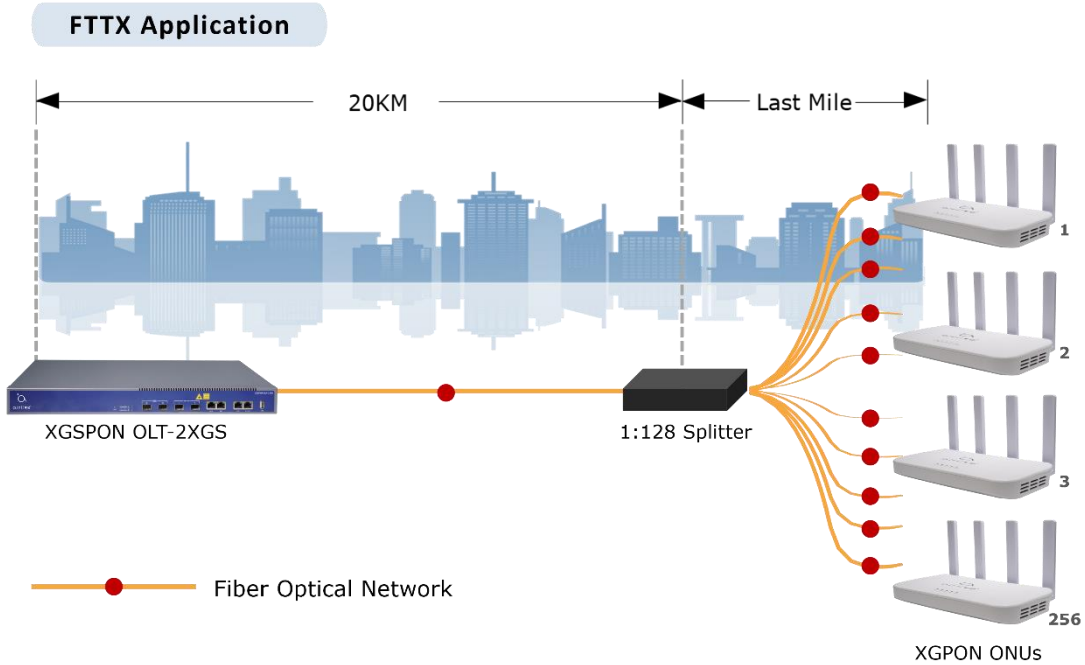 FTTX Application
20KM
Last Mile
1
2
XGSPON OLT-2XGS
1:128 Splitter
3
Fiber Optical Network
256
XGPON ONUs